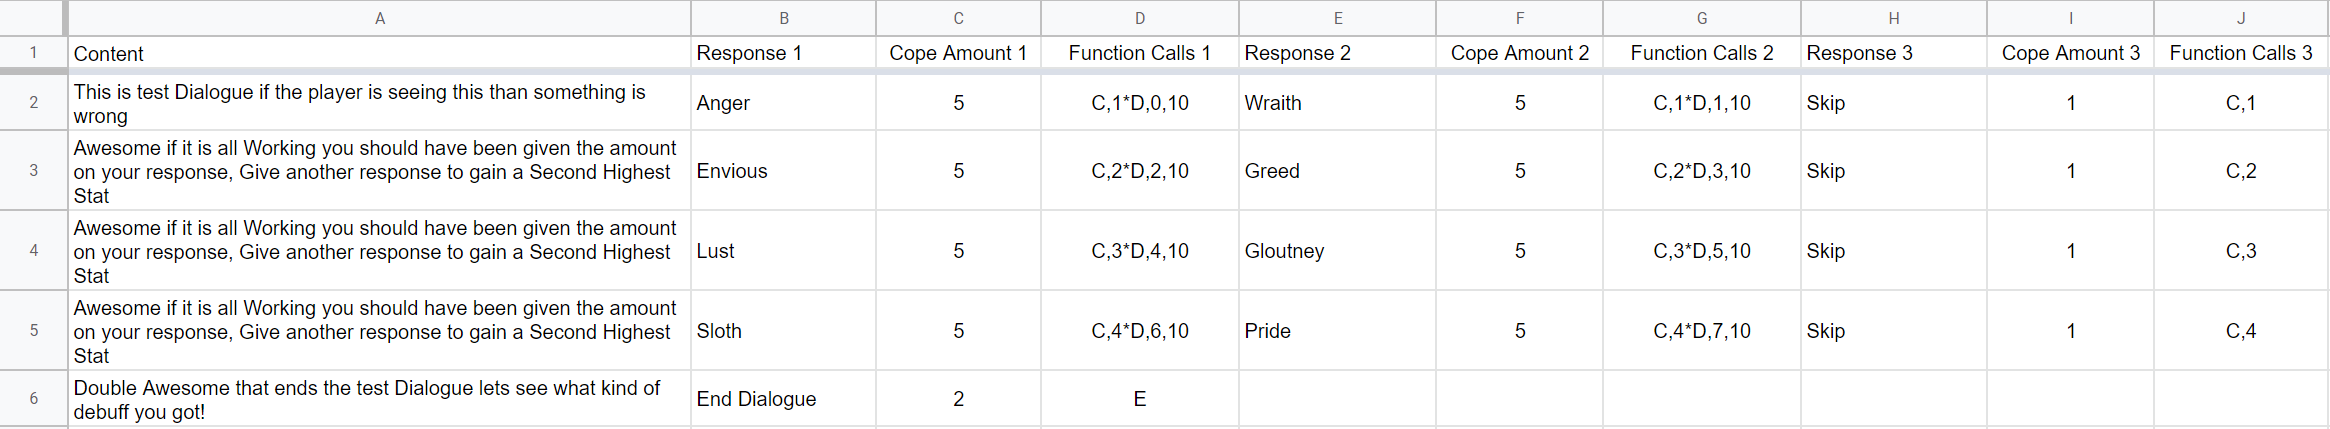 A B C D E F G H I J
1 Content Response 1 Cope Amount 1 Function Calls 1 Response 2 Cope Amount 2 Function Calls 2 Response 3 Cope Amount 3 Function Calls 3
2 This is test Dialogue if the player is seeing this than something is
wrong Anger 5 C,1*D,0,10 Wraith 5 C,1*D,1,10 Skip 1 C,1
3 Awesome if it is all Working you should have been given the amount
on your response, Give another response to gain a Second Highest
Stat Envious 5 C,2*D,2,10 Greed 5 C,2*D,3,10 Skip 1 C,2
4 Awesome if it is all Working you should have been given the amount
on your response, Give another response to gain a Second Highest
Stat Lust 5 C,3*D,4,10 Gloutney 5 C,3*D,5,10 Skip 1 C,3
5 Awesome if it is all Working you should have been given the amount
on your response, Give another response to gain a Second Highest
Stat Sloth 5 C,4*D,6,10 Pride 5 C,4*D,7,10 Skip 1 C,4
6 Double Awesome that ends the test Dialogue lets see what kind of
debuff you got! End Dialogue 2 E